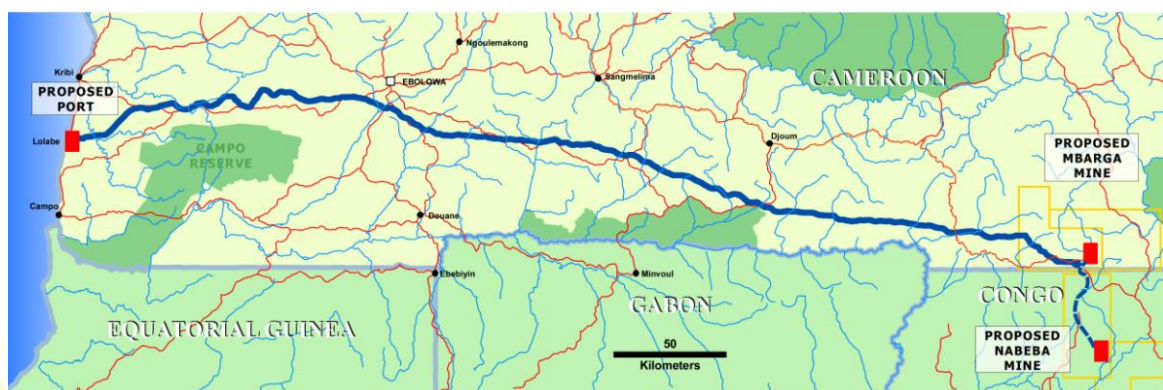 Ngoulemakong
Kribi
EBOLOWA
Sangmelima
CAMEROON
PROPOSED
PORT
Lolabe
CAMPO
RESERVE
Djoum
PROPOSED
MBARGA
MINE
Campo
Douane
Ebebiyin
Minvoul
GABON
CONGO
EQUATORIAL GUINEA
50
Kilometers
PROPOSED
NABEBA
MINE